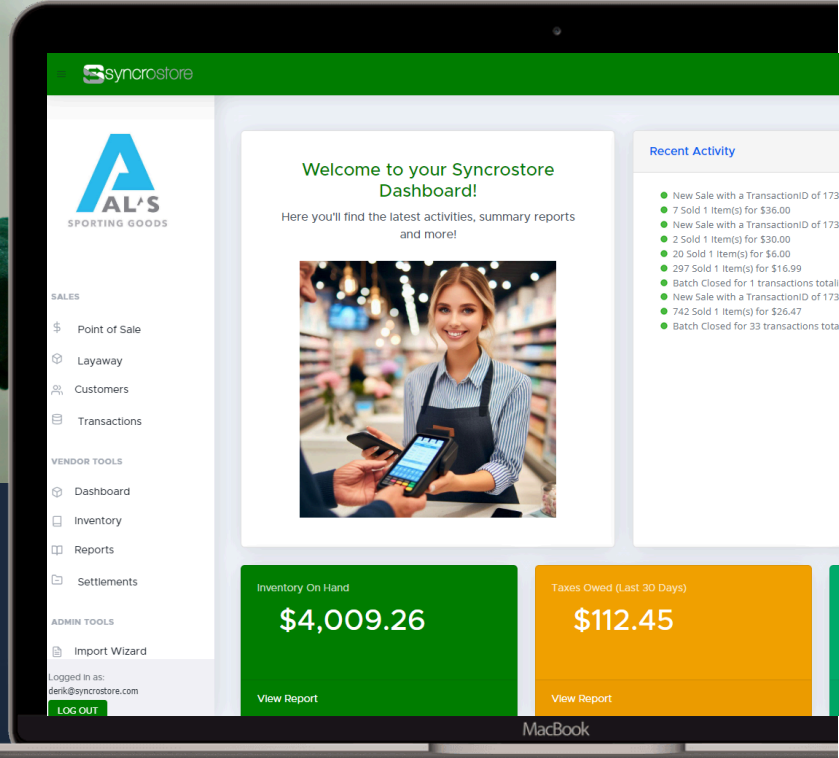 syncrostore
AL'S
SPORTING GOODS
SALES
Point of Sale
Layaway
Customers
Transactions
VENDOR TOOLS
Dashboard
Inventory
Reports
Settlements
ADMIN TOOLS
Import Wizard
Logged in as:
derik@syncrostore.com
LOG OUT
Welcome to your Syncrostore
Dashboard!
Here you'll find the latest activities, summary reports
and more!
Recent Activity
New Sale with a TransactionID of 173
7 Sold 1 Item(s) for $36.00
New Sale with a TransactionID of 173
2 Sold 1 Item(s) for $30.00
20 Sold 1 Item(s) for $6.00
297 Sold 1 Item(s) for $16.99
Batch Closed for 1 transactions totali
New Sale with a TransactionID of 173
742 Sold 1 Item(s) for $26.47
Batch Closed for 33 transactions tota
Inventory On Hand
$4,009.26
View Report
Taxes Owed (Last 30 Days)
$112.45
View Report
MacBook